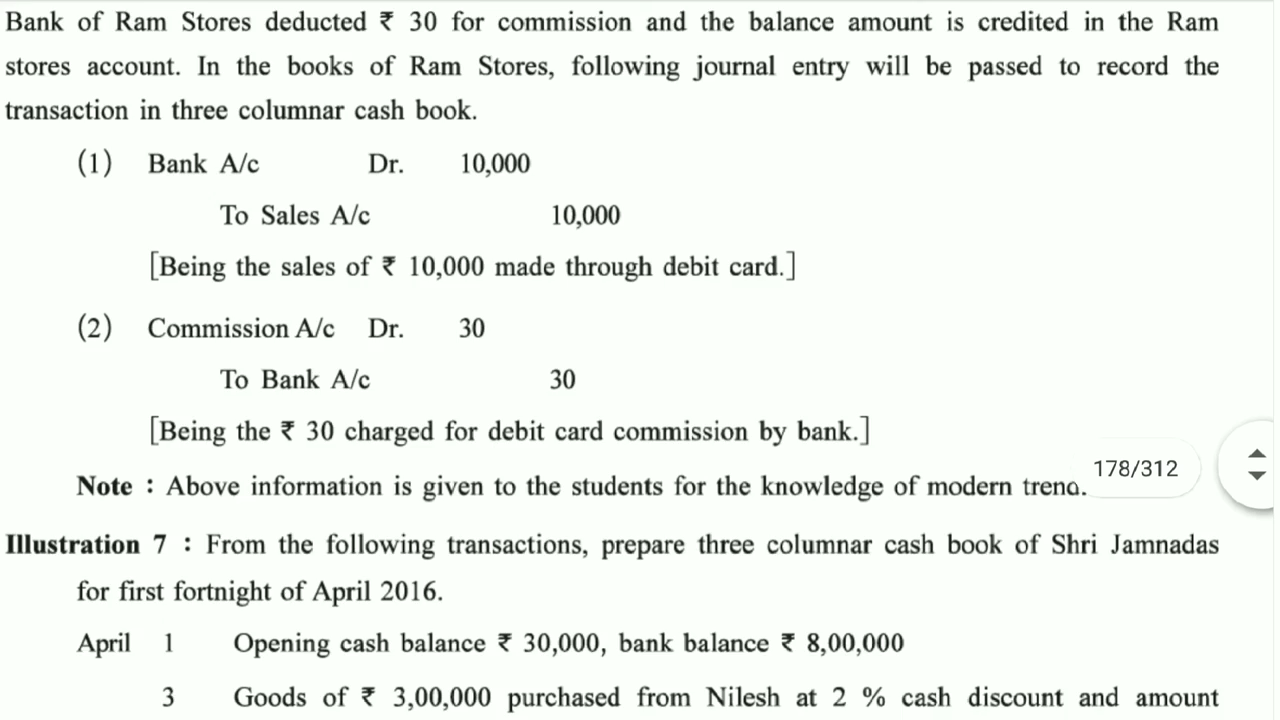 Bank of Ram Stores deducted ₹ 30 for commission and the balance amount is credited in the Ram
stores account. In the books of Ram Stores, following journal entry will be passed to record the
transaction in three columnar cash book.
(1) Bank A/c Dr. 10,000
To Sales A/c 10,000
[Being the sales of ₹ 10,000 made through debit card.]
(2) Commission A/c Dr. 30
To Bank A/c 30
[Being the ₹ 30 charged for debit card commission by bank.]
178/312
Note : Above information is given to the students for the knowledge of modern trend.
Illustration 7 : From the following transactions, prepare three columnar cash book of Shri Jamnadas
for first fortnight of April 2016.
April 1 Opening cash balance ₹ 30,000, bank balance ₹ 8,00,000
3 Goods of ₹ 3,00,000 purchased from Nilesh at 2 % cash discount and amount